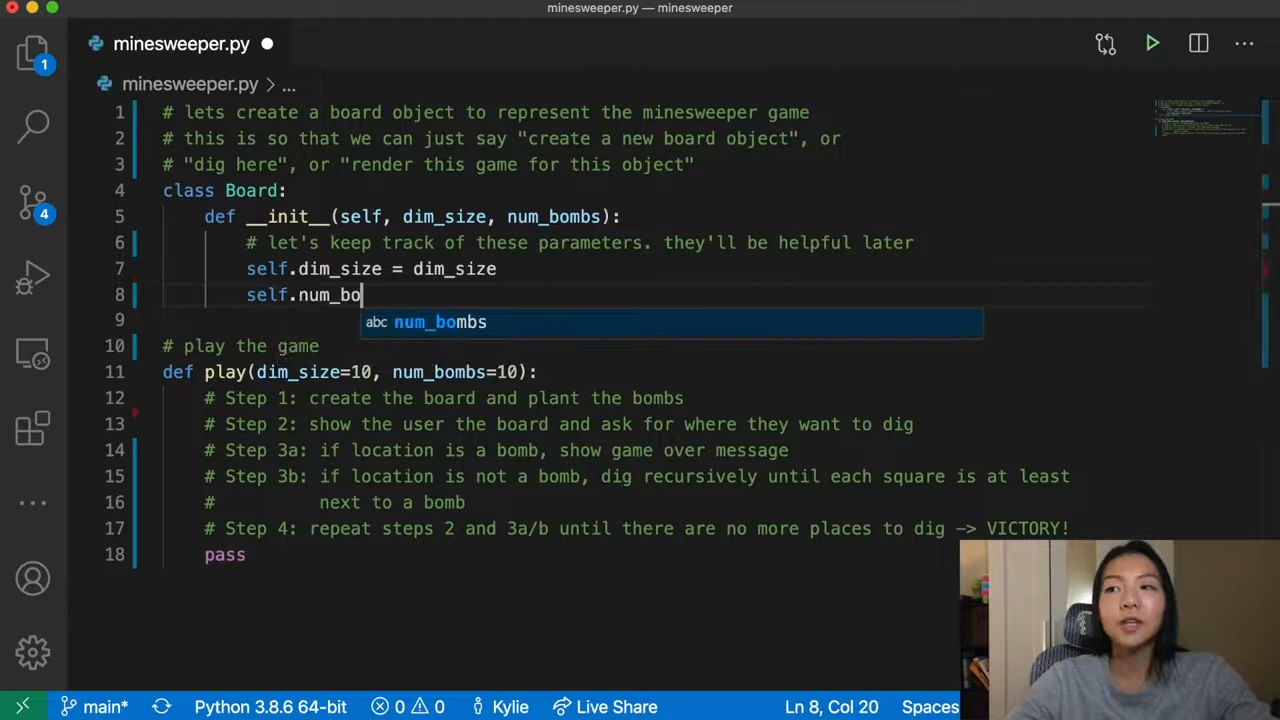 minesweeper.py — minesweeper
minesweeper.py
minesweeper.py > ...
1 # lets create a board object to represent the minesweeper game
2 # this is so that we can just say "create a new board object", or
3 # "dig here", or "render this game for this object"
4 class Board:
5 def __init__(self, dim_size, num_bombs):
6 # let's keep track of these parameters. they'll be helpful later
7 self.dim_size = dim_size
8 self.num_bo
abc num_bombs
9
10 # play the game
11 def play(dim_size=10, num_bombs=10):
12 # Step 1: create the board and plant the bombs
13 # Step 2: show the user the board and ask for where they want to dig
14 # Step 3a: if location is a bomb, show game over message
15 # Step 3b: if location is not a bomb, dig recursively until each square is at least
16 # next to a bomb
17 # Step 4: repeat steps 2 and 3a/b until there are no more places to dig -> VICTORY!
18 pass
1
4
main* Python 3.8.6 64-bit 0 0 Kylie Live Share Ln 8, Col 20 Spaces